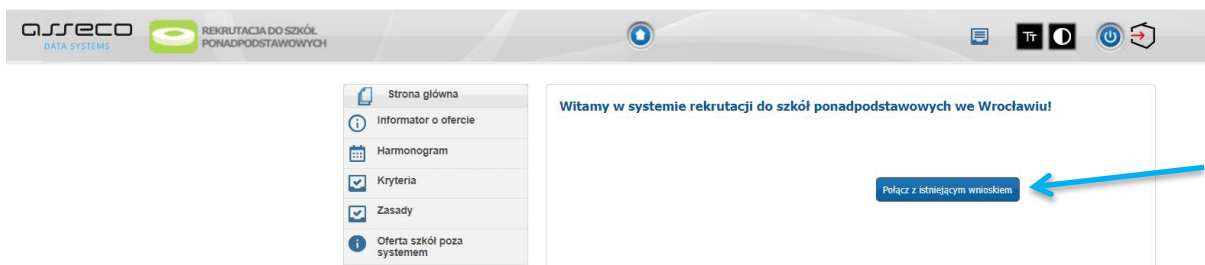 asseco
DATA SYSTEMS
REKRUTACJA DO SZKÓŁ
PONADPODSTAWOWYCH
TT
Strona główna
Informator o ofercie
Harmonogram
Kryteria
Zasady
Oferta szkół poza
systemem
Witamy w systemie rekrutacji do szkół ponadpodstawowych we Wrocławiu!
Połącz z istniejącym wnioskiem